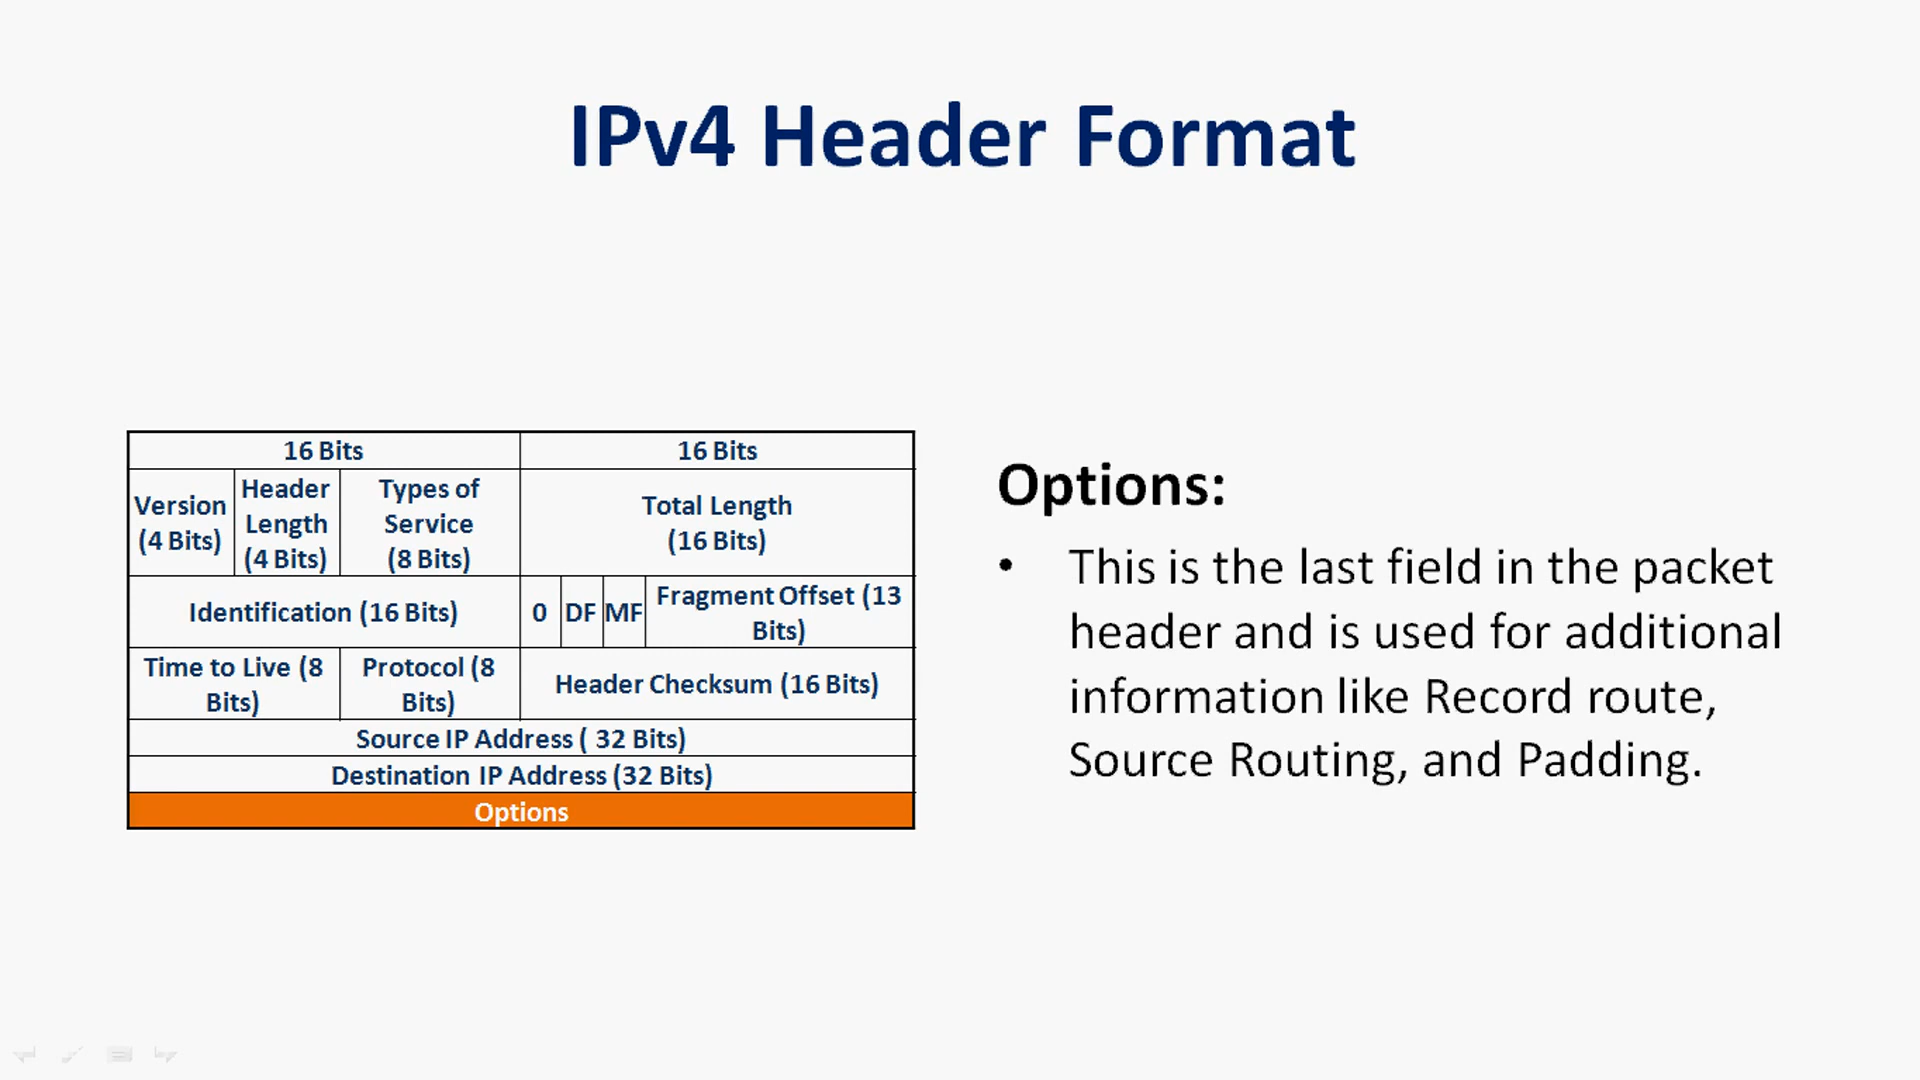 IPv4 Header Format
16 Bits
16 Bits
Version
(4 Bits)
Header
Length
(4 Bits)
Types of
Service
(8 Bits)
Total Length
(16 Bits)
Identification (16 Bits)
0
DF
MF
Fragment Offset (13
Bits)
Time to Live (8
Bits)
Protocol (8
Bits)
Header Checksum (16 Bits)
Source IP Address ( 32 Bits)
Destination IP Address (32 Bits)
Options
Options:
• This is the last field in the packet
header and is used for additional
information like Record route,
Source Routing, and Padding.